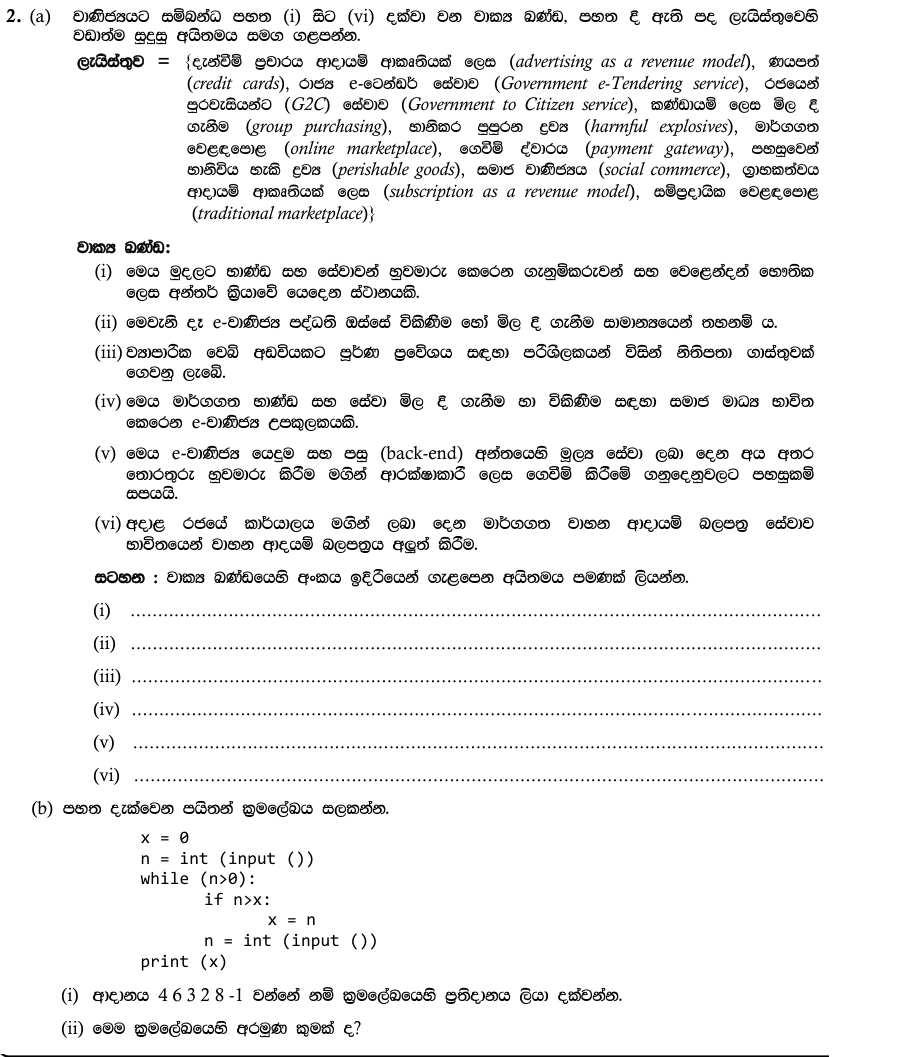 2. (a) වාණිජ්‍යයට සම්බන්ධ පහත (i) සිට (vi) දක්වා වන වාක්‍ය ඛණ්ඩ, පහත දී ඇති පද ලැයිස්තුවෙහි
වඩාත්ම සුදුසු අයිතමය සමග ගළපන්න.
ලැයිස්තුව = {දැන්වීම් ප්‍රචාරය ආදායම් ආකෘතියක් ලෙස (advertising as a revenue model), ණයපත්
(credit cards), රාජ්‍ය e-ටෙන්ඩර් සේවාව (Government e-Tendering service), රජයෙන්
පුරවැසියන්ට (G2C) සේවාව (Government to Citizen service), කණ්ඩායම් ලෙස මිල දී
ගැනීම (group purchasing), හානිකර පුපුරන ද්‍රව්‍ය (harmful explosives), මාර්ගගත
වෙළඳපොළ (online marketplace), ගෙවීම් ද්වාරය (payment gateway), පහසුවෙන්
හානිවිය හැකි ද්‍රව්‍ය (perishable goods), සමාජ වාණිජ්‍යය (social commerce), ග්‍රාහකත්වය
ආදායම් ආකෘතියක් ලෙස (subscription as a revenue model), සම්ප්‍රදායික වෙළඳපොළ
(traditional marketplace)}
වාක්‍ය ඛණ්ඩ:
(i) මෙය මුදලට භාණ්ඩ සහ සේවාවන් හුවමාරු කෙරෙන ගැනුම්කරුවන් සහ වෙළෙන්දන් භෞතික
ලෙස අන්තර් ක්‍රියාවේ යෙදෙන ස්ථානයකි.
(ii) මෙවැනි දෑ e-වාණිජ්‍ය පද්ධති ඔස්සේ විකිණීම හෝ මිල දී ගැනීම සාමාන්‍යයෙන් තහනම් ය.
(iii) ව්‍යාපාරික වෙබ් අඩවියකට පූර්ණ ප්‍රවේශය සඳහා පරිශීලකයන් විසින් නිතිපතා ගාස්තුවක්
ගෙවනු ලැබේ.
(iv) මෙය මාර්ගගත භාණ්ඩ සහ සේවා මිල දී ගැනීම හා විකිණීම සඳහා සමාජ මාධ්‍ය භාවිත
කෙරෙන e-වාණිජ්‍ය උපකුලකයකි.
(v) මෙය e-වාණිජ්‍ය යෙදුම සහ පසු (back-end) අන්තයෙහි මූල්‍ය සේවා ලබා දෙන අය අතර
තොරතුරු හුවමාරු කිරීම මගින් ආරක්ෂාකාරී ලෙස ගෙවීම් කිරීමේ ගනුදෙනුවලට පහසුකම්
සපයයි.
(vi) අදාළ රජයේ කාර්යාලය මගින් ලබා දෙන මාර්ගගත වාහන ආදායම් බලපත්‍ර සේවාව
භාවිතයෙන් වාහන ආදයම් බලපත්‍රය අලුත් කිරීම.
සටහන : වාක්‍ය ඛණ්ඩයෙහි අංකය ඉදිරියෙන් ගැළපෙන අයිතමය පමණක් ලියන්න.
(i) ....................................................................................................
(ii) ....................................................................................................
(iii) ....................................................................................................
(iv) ....................................................................................................
(v) ....................................................................................................
(vi) ....................................................................................................
(b) පහත දැක්වෙන පයිතන් ක්‍රමලේඛය සලකන්න.
x = 0
n = int (input ())
while (n>0):
if n>x:
x = n
n = int (input ())
print (x)
(i) ආදානය 4 6 3 2 8 -1 වන්නේ නම් ක්‍රමලේඛයෙහි ප්‍රතිදානය ලියා දක්වන්න.
(ii) මෙම ක්‍රමලේඛයෙහි අරමුණ කුමක් ද?